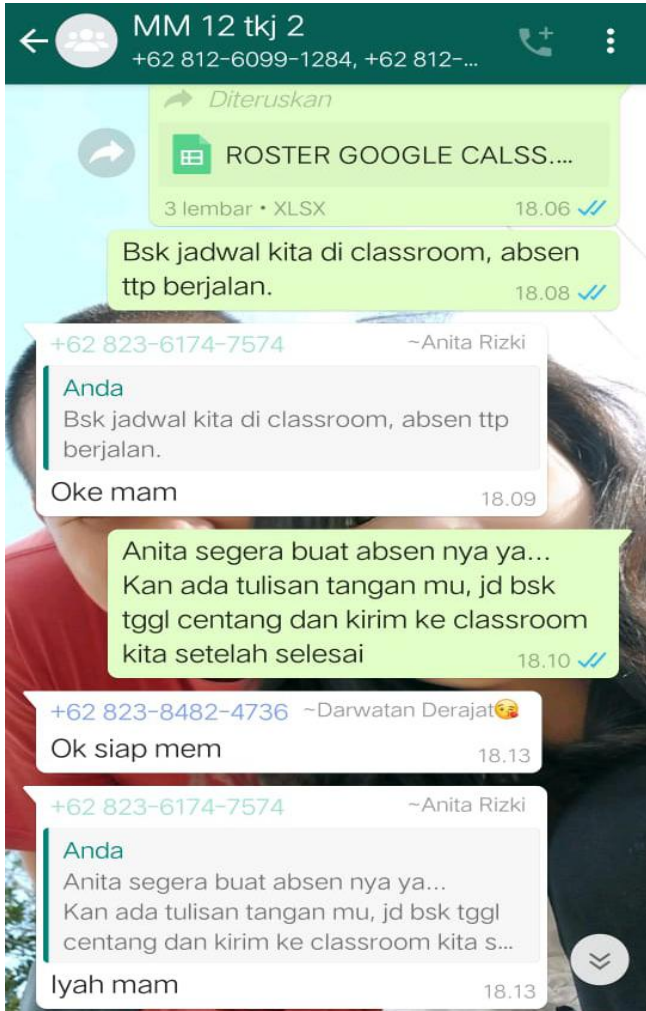 MM 12 tkj 2
+62 812-6099-1284, +62 812-...
Diteruskan
ROSTER GOOGLE CALSS....
3 lembar • XLSX 18.06
Bsk jadwal kita di classroom, absen
ttp berjalan. 18.08
+62 823-6174-7574 ~Anita Rizki
Anda
Bsk jadwal kita di classroom, absen ttp
berjalan.
Oke mam 18.09
Anita segera buat absen nya ya...
Kan ada tulisan tangan mu, jd bsk
tggl centang dan kirim ke classroom
kita setelah selesai 18.10
+62 823-8482-4736 ~Darwatan Derajat😘
Ok siap mem 18.13
+62 823-6174-7574 ~Anita Rizki
Anda
Anita segera buat absen nya ya...
Kan ada tulisan tangan mu, jd bsk tggl
centang dan kirim ke classroom kita s...
Iyah mam 18.13